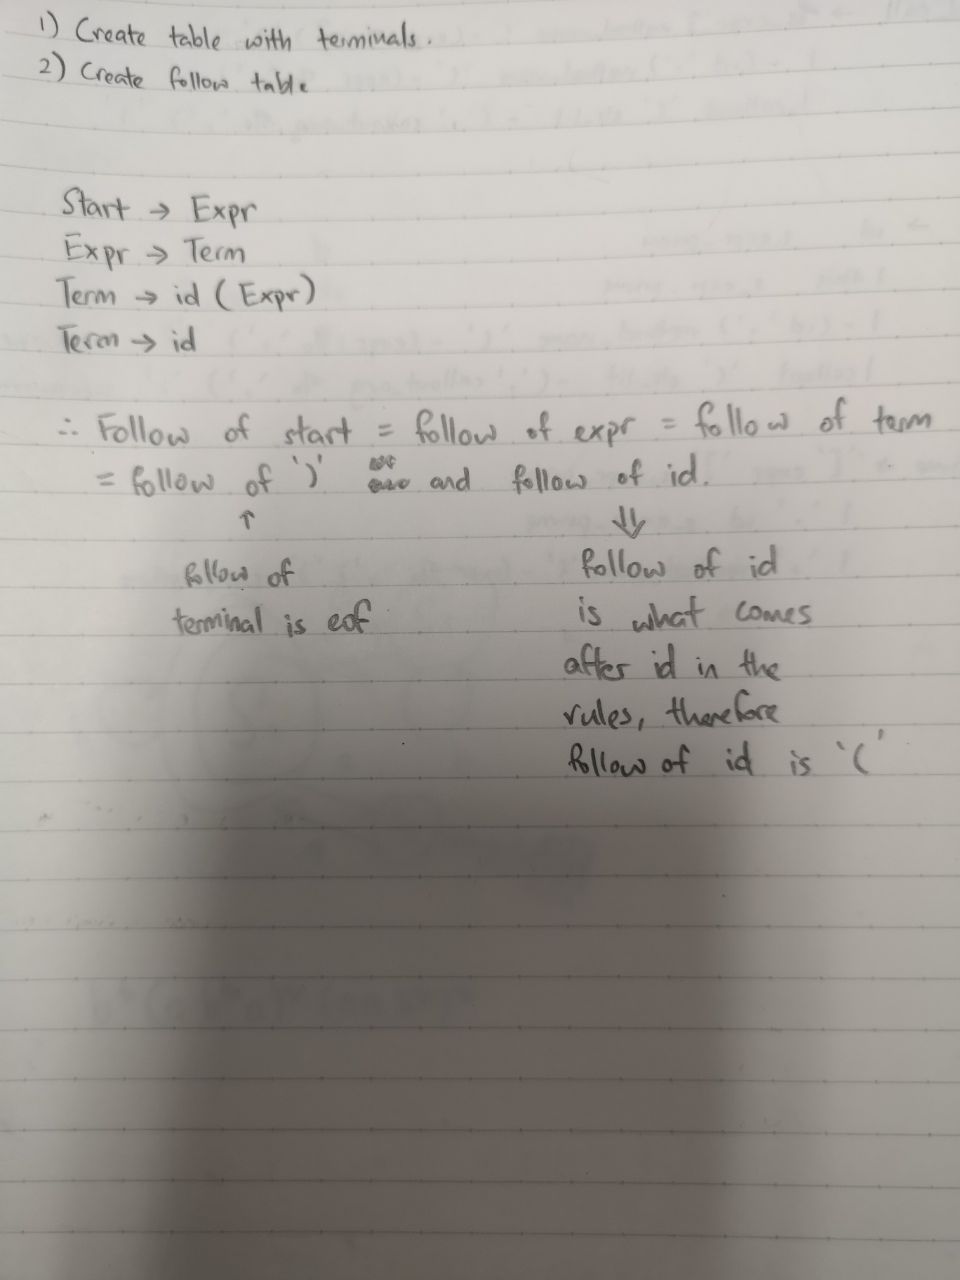 1) Create table with terminals.
2) Create follow table
Start → Expr
Expr → Term
Term → id (Expr)
Term → id
∴ Follow of start = follow of expr = follow of term
= follow of ')' and follow of id.
↑ ⇓
follow of
terminal is eof
follow of id
is what comes
after id in the
rules, therefore
follow of id is '('